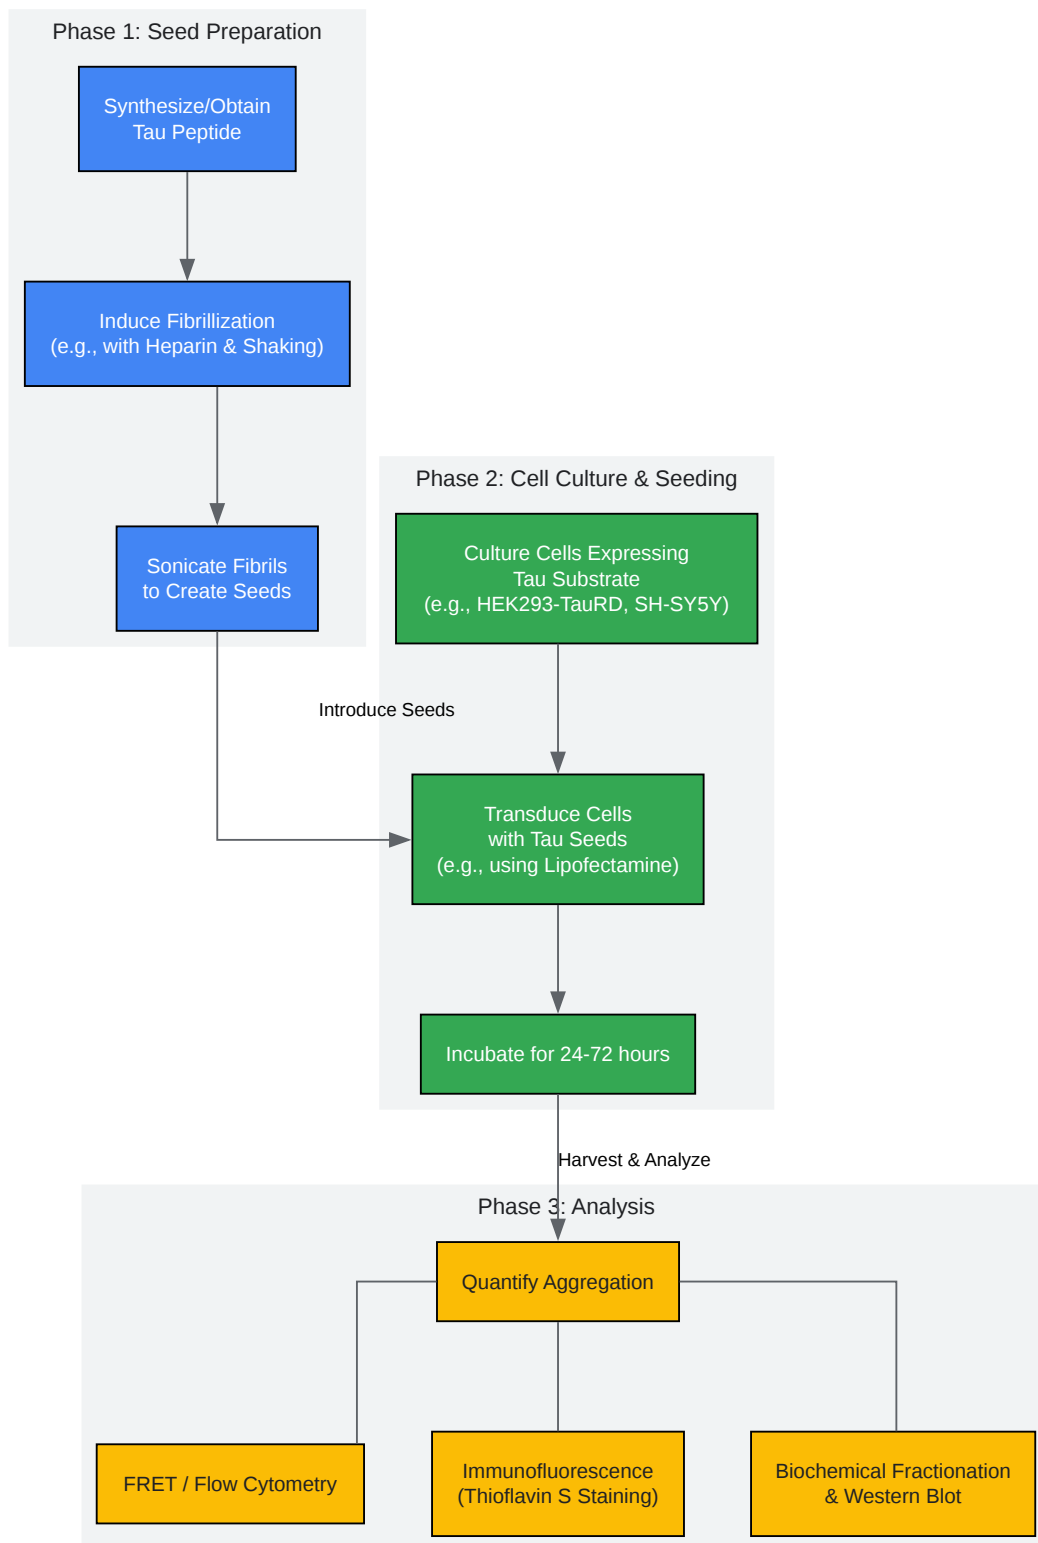 Phase 1: Seed Preparation
Synthesize/Obtain
Tau Peptide
Induce Fibrillization
(e.g., with Heparin & Shaking)
Sonicate Fibrils
to Create Seeds
Phase 2: Cell Culture & Seeding
Culture Cells Expressing
Tau Substrate
(e.g., HEK293-TauRD, SH-SY5Y)
Introduce Seeds
Transduce Cells
with Tau Seeds
(e.g., using Lipofectamine)
Incubate for 24-72 hours
Harvest & Analyze
Phase 3: Analysis
Quantify Aggregation
FRET / Flow Cytometry
Immunofluorescence
(Thioflavin S Staining)
Biochemical Fractionation
& Western Blot